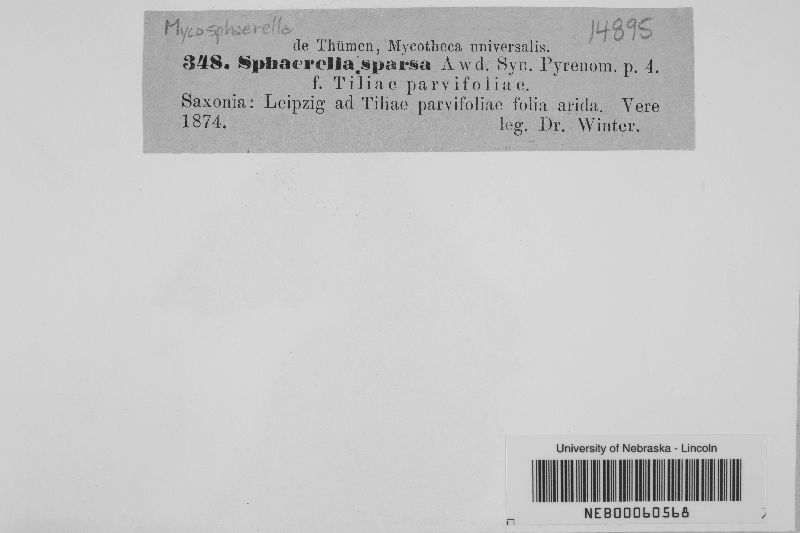 Mycosphaerella
14895
de Thümen, Mycotheca universalis.
348. Sphaerella sparsa Awd. Syn. Pyrenom. p. 4.
f. Tiliae parvifoliae.
Saxonia: Leipzig ad Tiliae parvifoliae folia arida. Vere
1874. leg. Dr. Winter.
University of Nebraska - Lincoln
NEB00060568